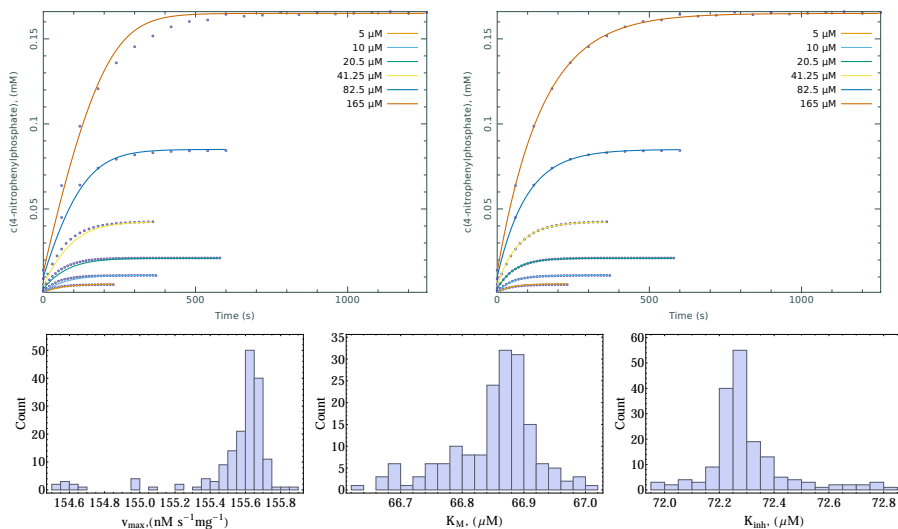 0.15
0.1
0.05
c(4-nitrophenylphosphate), (mM)
5 µM
10 µM
20.5 µM
41.25 µM
82.5 µM
165 µM
0
500
1000
Time (s)
0.15
0.1
0.05
c(4-nitrophenylphosphate), (mM)
5 µM
10 µM
20.5 µM
41.25 µM
82.5 µM
165 µM
0
500
1000
Time (s)
50
40
30
20
10
0
Count
154.6 154.8 155.0 155.2 155.4 155.6 155.8
vmax,(nM s⁻¹mg⁻¹)
35
30
25
20
15
10
5
0
Count
66.7 66.8 66.9 67.0
KM, (µM)
60
50
40
30
20
10
0
Count
72.0 72.2 72.4 72.6 72.8
Kinh, (µM)